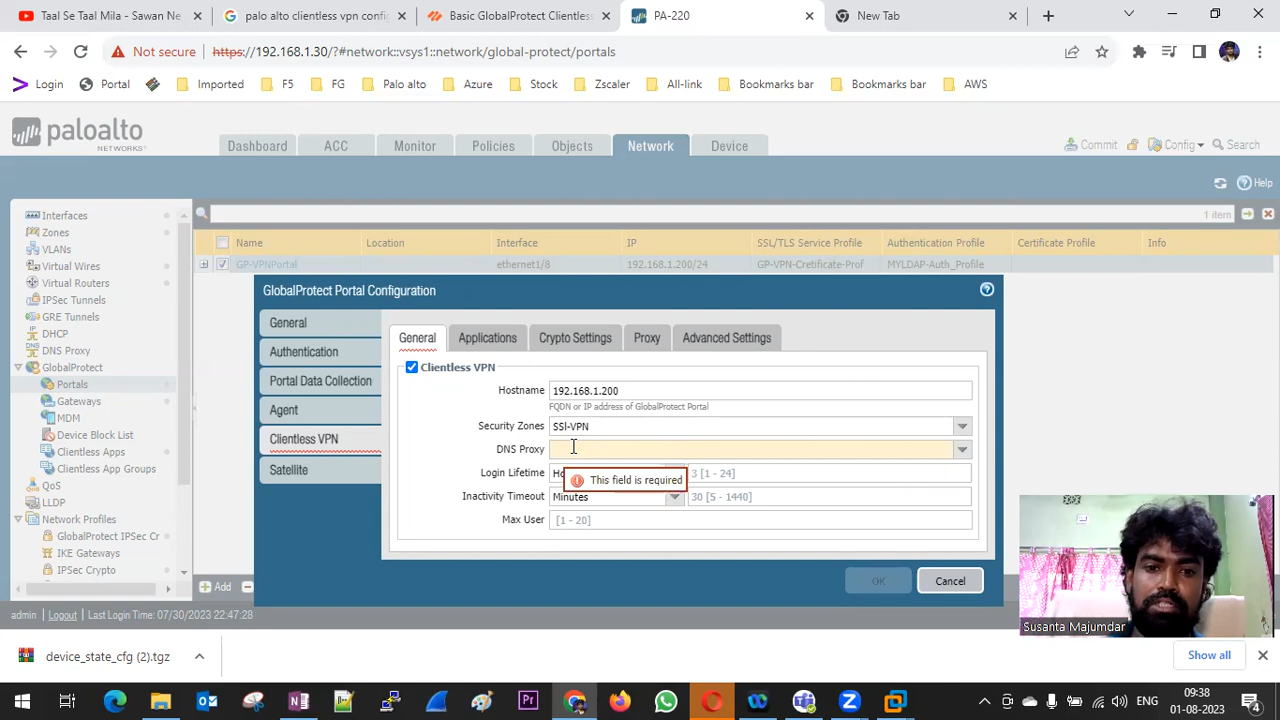 Taal Se Taal Mila - Sawan Ne
palo alto clientless vpn config
Basic GlobalProtect Clientless
PA-220
New Tab
Not secure https://192.168.1.30/?#network::vsys1::network/global-protect/portals
Login
Portal
Imported
F5
FG
Palo alto
Azure
Stock
Zscaler
All-link
Bookmarks bar
Bookmarks bar
AWS
paloalto
NETWORKS
Dashboard
ACC
Monitor
Policies
Objects
Network
Device
Commit
Config
Search
Help
Interfaces
Zones
VLANs
Virtual Wires
Virtual Routers
IPSec Tunnels
GRE Tunnels
DHCP
DNS Proxy
GlobalProtect
Portals
Gateways
MDM
Device Block List
Clientless Apps
Clientless App Groups
QoS
LLDP
Network Profiles
GlobalProtect IPSec Cr
IKE Gateways
IPSec Crypto
1 item
Name
Location
Interface
IP
SSL/TLS Service Profile
Authentication Profile
Certificate Profile
Info
GP-VPNPortal
ethernet1/8
192.168.1.200/24
GP-VPN-Cretificate-Prof
MYLDAP-Auth_Profile
GlobalProtect Portal Configuration
General
Authentication
Portal Data Collection
Agent
Clientless VPN
Satellite
General
Applications
Crypto Settings
Proxy
Advanced Settings
Clientless VPN
Hostname 192.168.1.200
FQDN or IP address of GlobalProtect Portal
Security Zones SSl-VPN
DNS Proxy
Login Lifetime Ho 3 [1 - 24]
This field is required
Inactivity Timeout Minutes 30 [5 - 1440]
Max User [1 - 20]
OK
Cancel
Add
admin | Logout | Last Login Time: 07/30/2023 22:47:28
Susanta Majumdar
device_state_cfg (2).tgz
Show all
ENG
09:38
01-08-2023
4